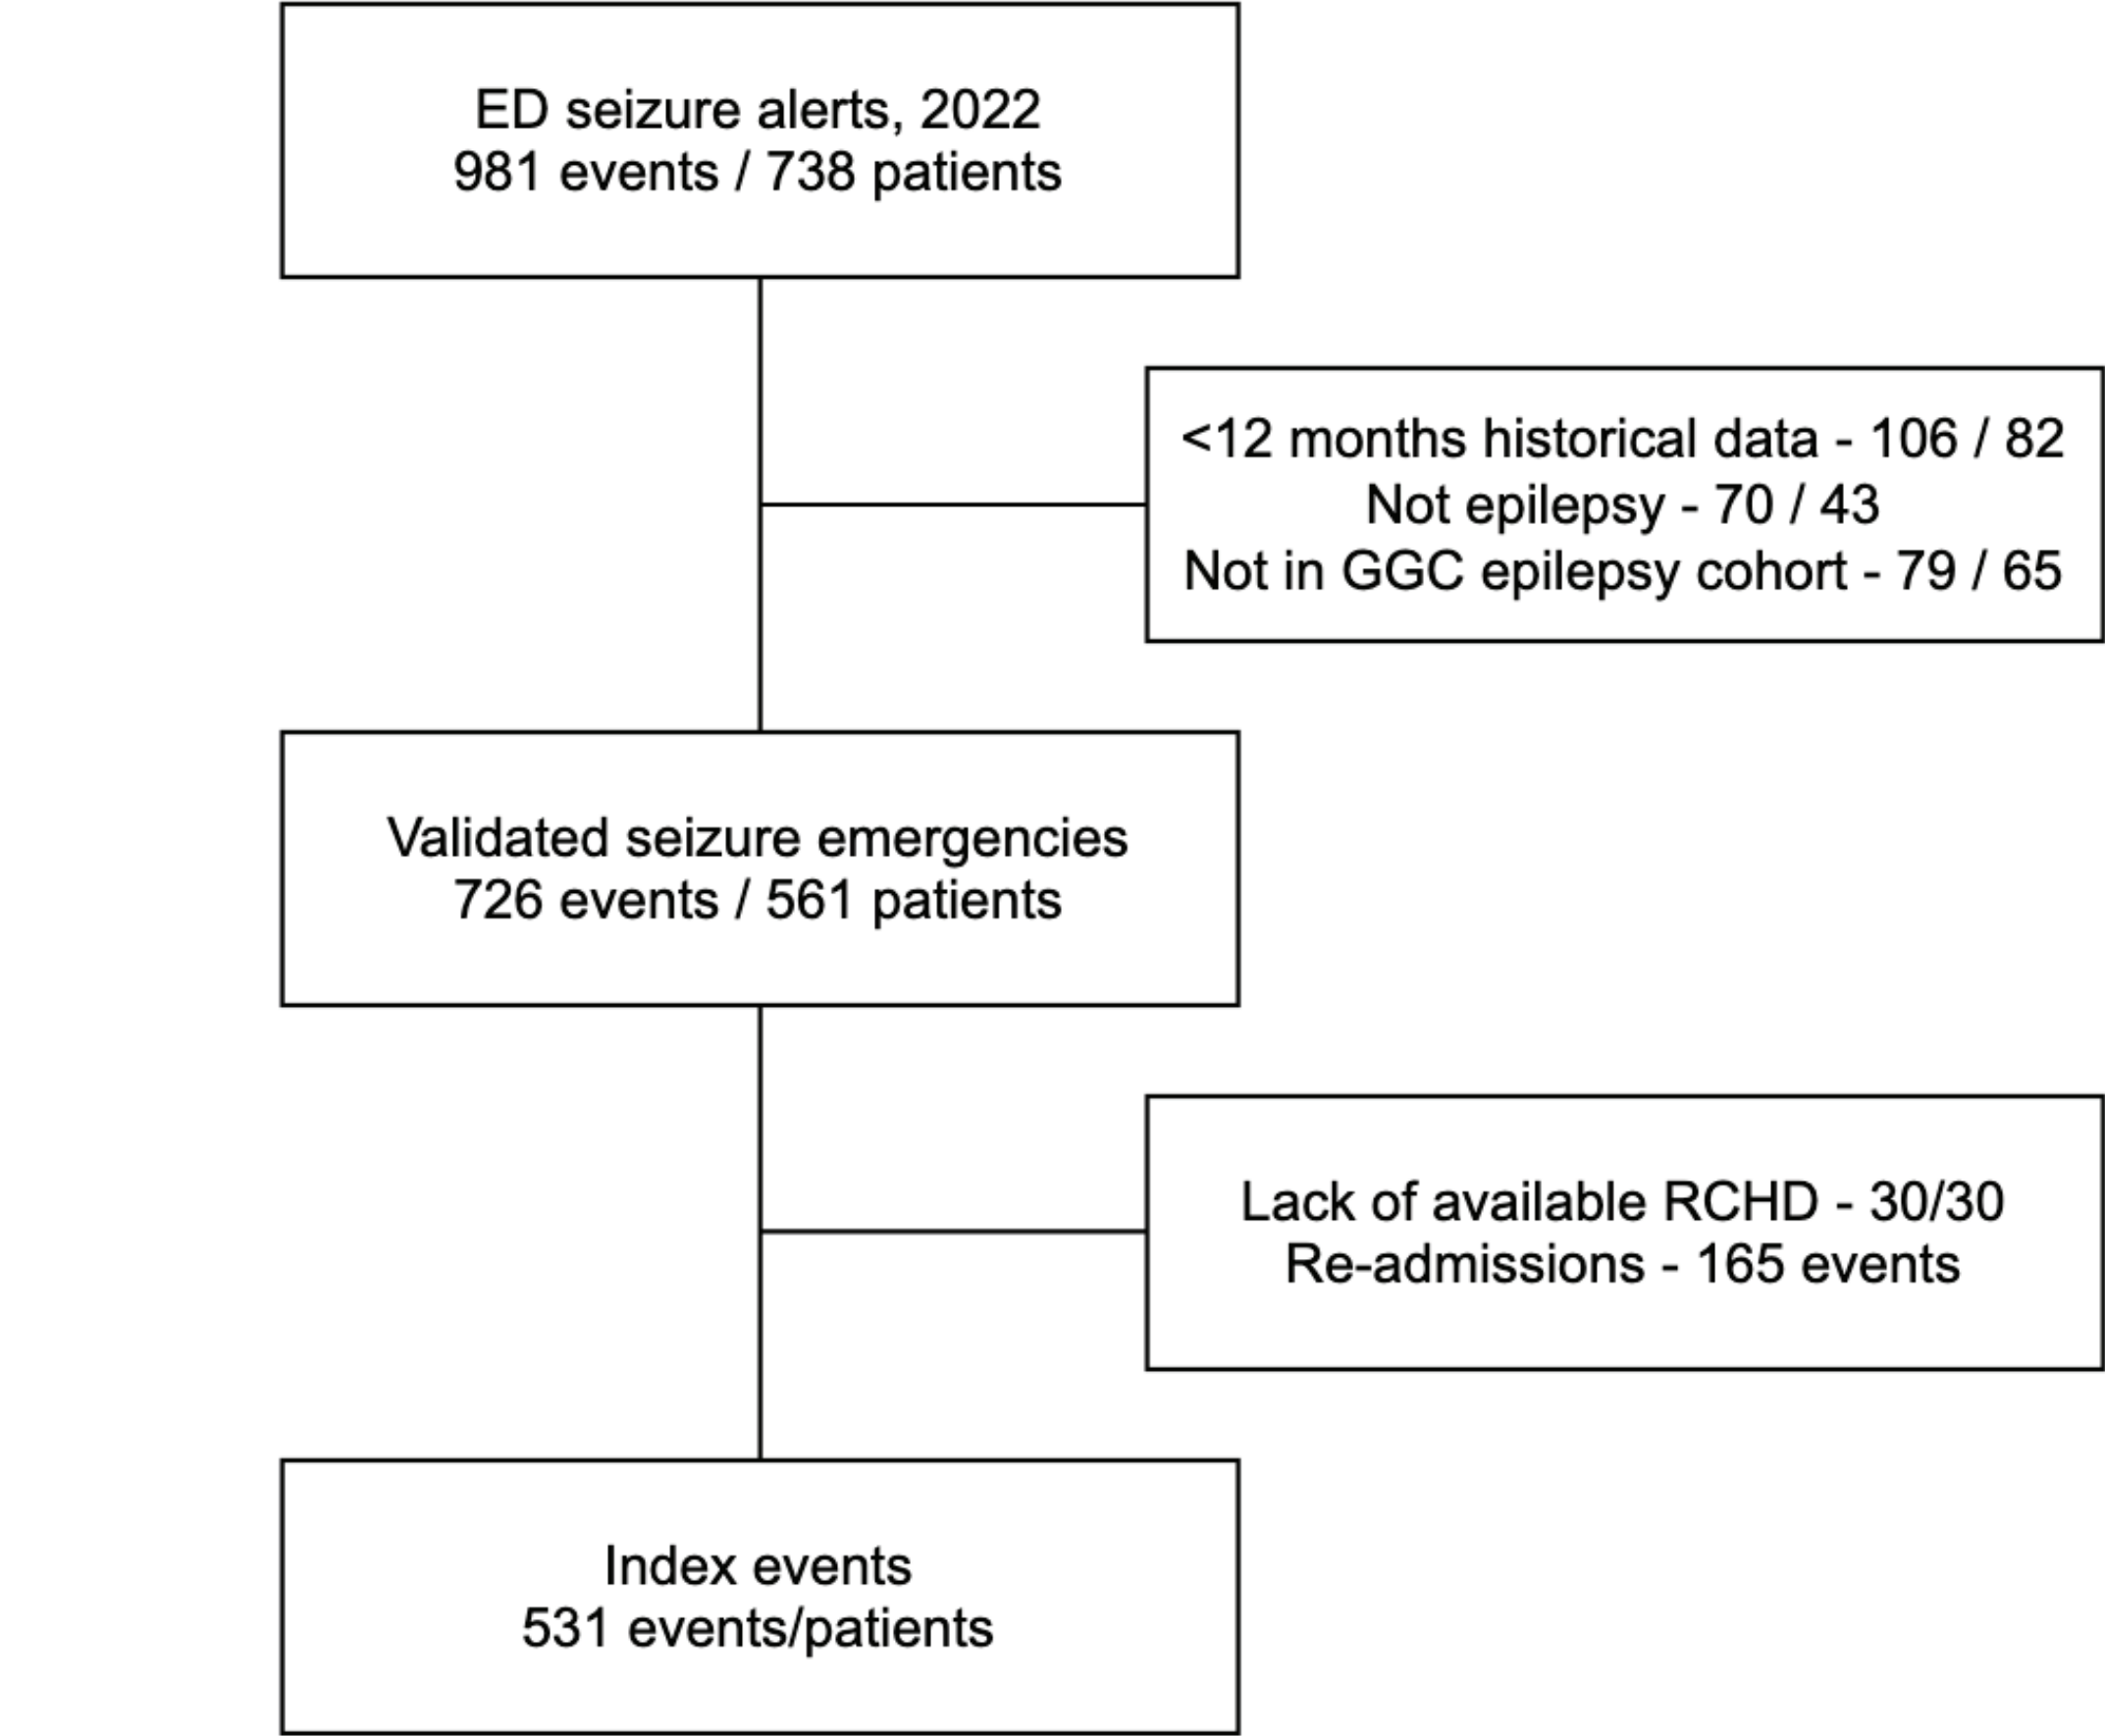 ED seizure alerts, 2022
981 events / 738 patients
<12 months historical data - 106 / 82
Not epilepsy - 70 / 43
Not in GGC epilepsy cohort - 79 / 65
Validated seizure emergencies
726 events / 561 patients
Lack of available RCHD - 30/30
Re-admissions - 165 events
Index events
531 events/patients